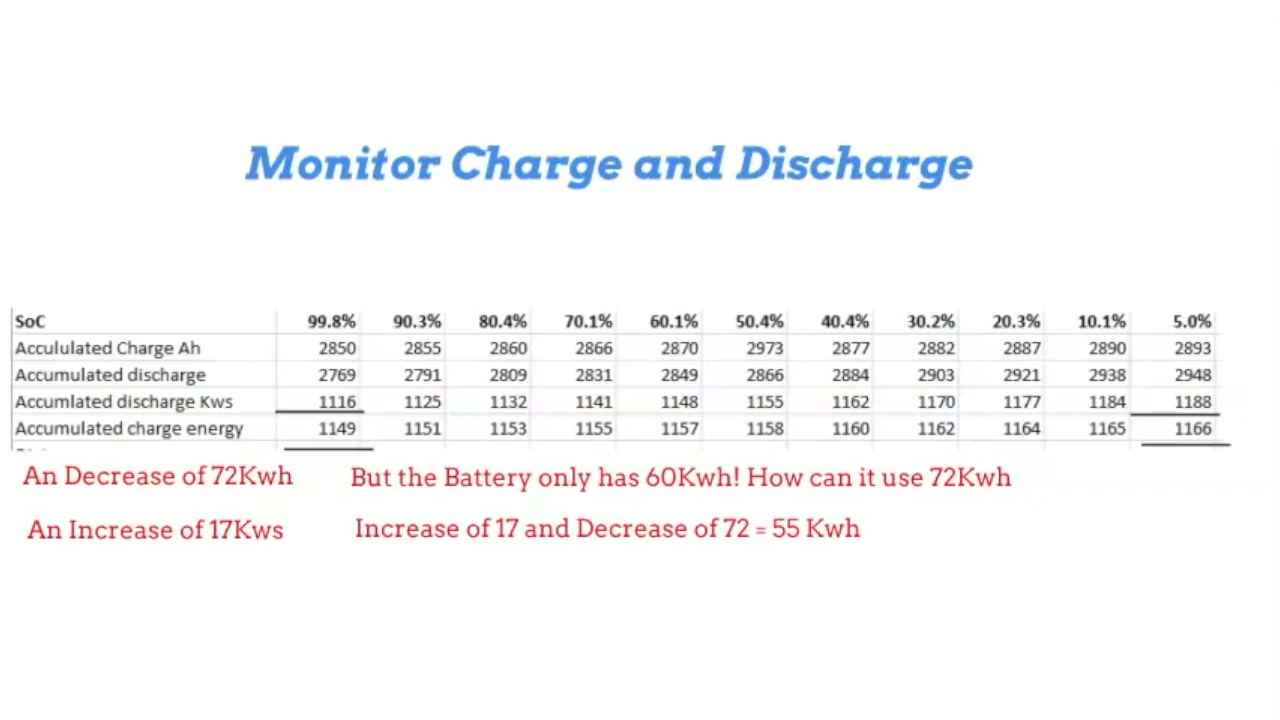 Monitor Charge and Discharge
SoC 99.8% 90.3% 80.4% 70.1% 60.1% 50.4% 40.4% 30.2% 20.3% 10.1% 5.0%
Accululated Charge Ah 2850 2855 2860 2866 2870 2973 2877 2882 2887 2890 2893
Accumulated discharge 2769 2791 2809 2831 2849 2866 2884 2903 2921 2938 2948
Accumlated discharge Kws 1116 1125 1132 1141 1148 1155 1162 1170 1177 1184 1188
Accumulated charge energy 1149 1151 1153 1155 1157 1158 1160 1162 1164 1165 1166
An Decrease of 72Kwh But the Battery only has 60Kwh! How can it use 72Kwh
An Increase of 17Kws Increase of 17 and Decrease of 72 = 55 Kwh